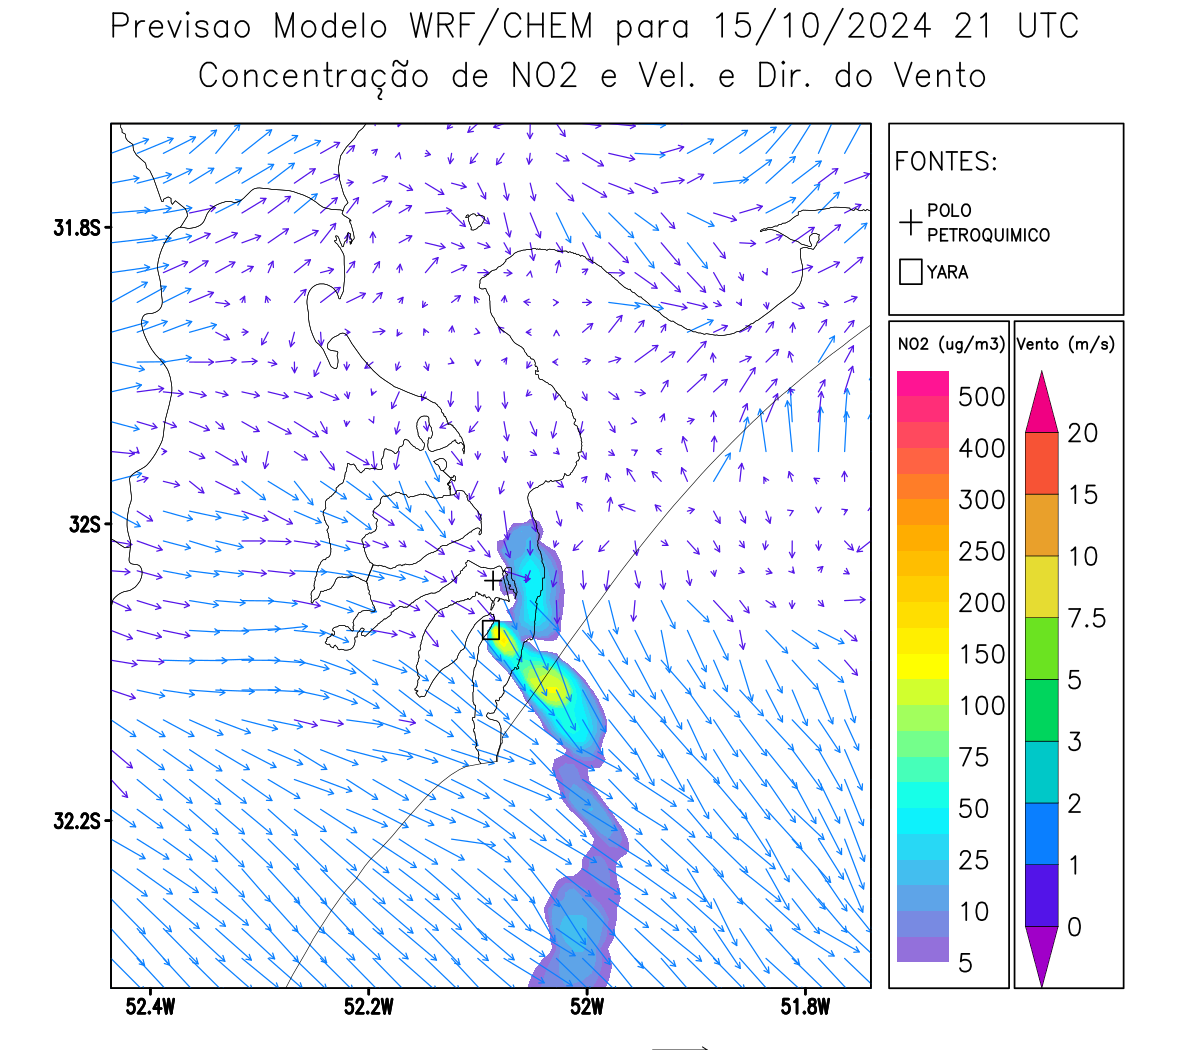 Previsao Modelo WRF/CHEM para 15/10/2024 21 UTC
Concentração de NO2 e Vel. e Dir. do Vento
FONTES:
POLO
PETROQUIMICO
YARA
31.8S
32S
32.2S
52.4W
52.2W
52W
51.8W
NO2 (ug/m3)
500
400
300
250
200
150
100
75
50
25
10
5
Vento (m/s)
20
15
10
7.5
5
3
2
1
0